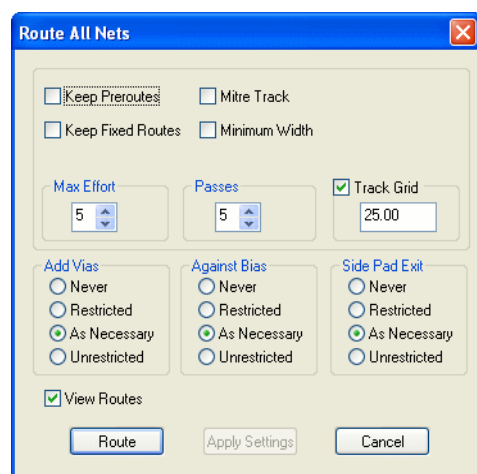 Route All Nets
Keep Preroutes Mitre Track
Keep Fixed Routes Minimum Width
Max Effort Passes Track Grid
5 5 25.00
Add Vias Against Bias Side Pad Exit
Never Never Never
Restricted Restricted Restricted
As Necessary As Necessary As Necessary
Unrestricted Unrestricted Unrestricted
View Routes
Route Apply Settings Cancel